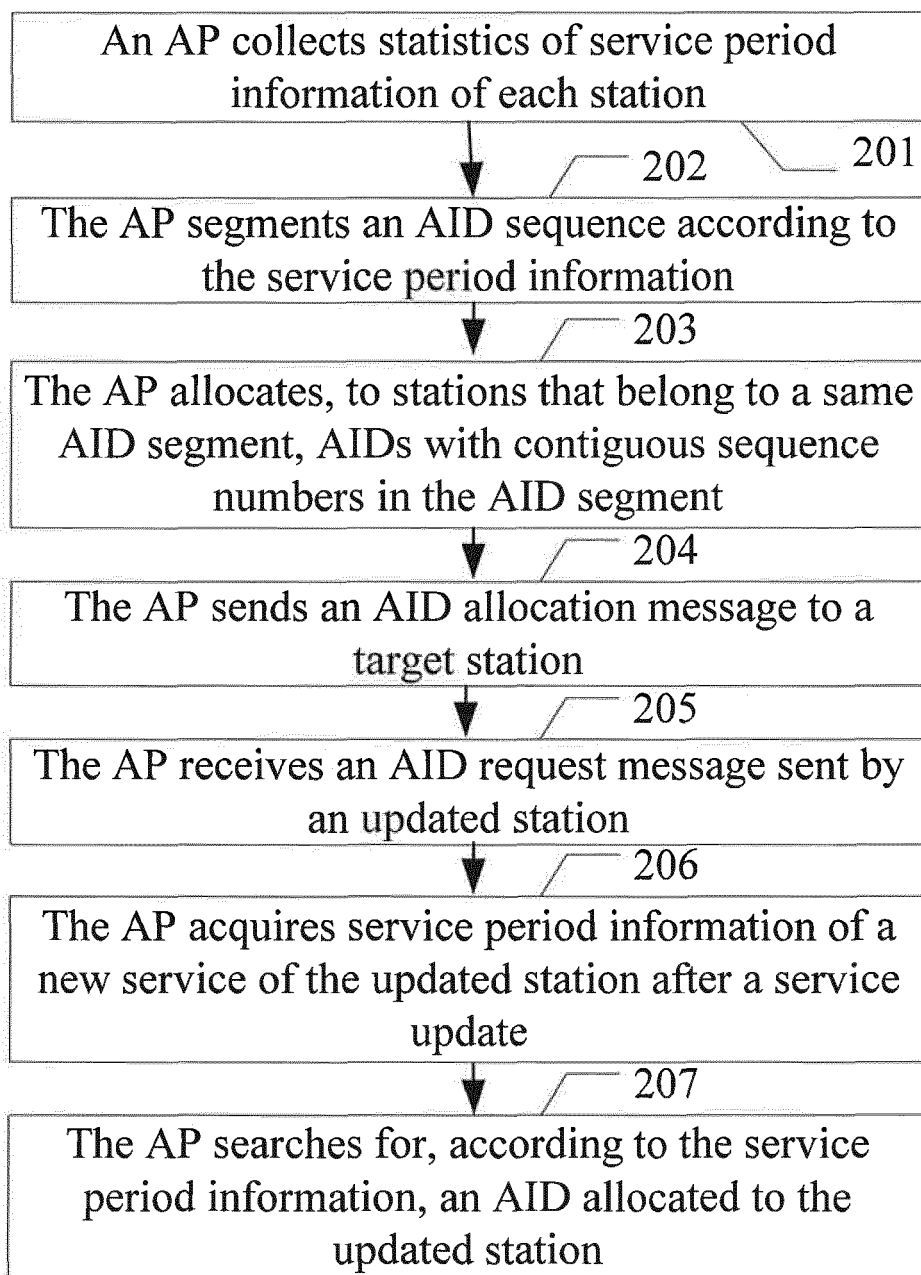 An AP collects statistics of service period
information of each station
201
202
The AP segments an AID sequence according to
the service period information
203
The AP allocates, to stations that belong to a same
AID segment, AIDs with contiguous sequence
numbers in the AID segment
204
The AP sends an AID allocation message to a
target station
205
The AP receives an AID request message sent by
an updated station
206
The AP acquires service period information of a
new service of the updated station after a service
update
207
The AP searches for, according to the service
period information, an AID allocated to the
updated station